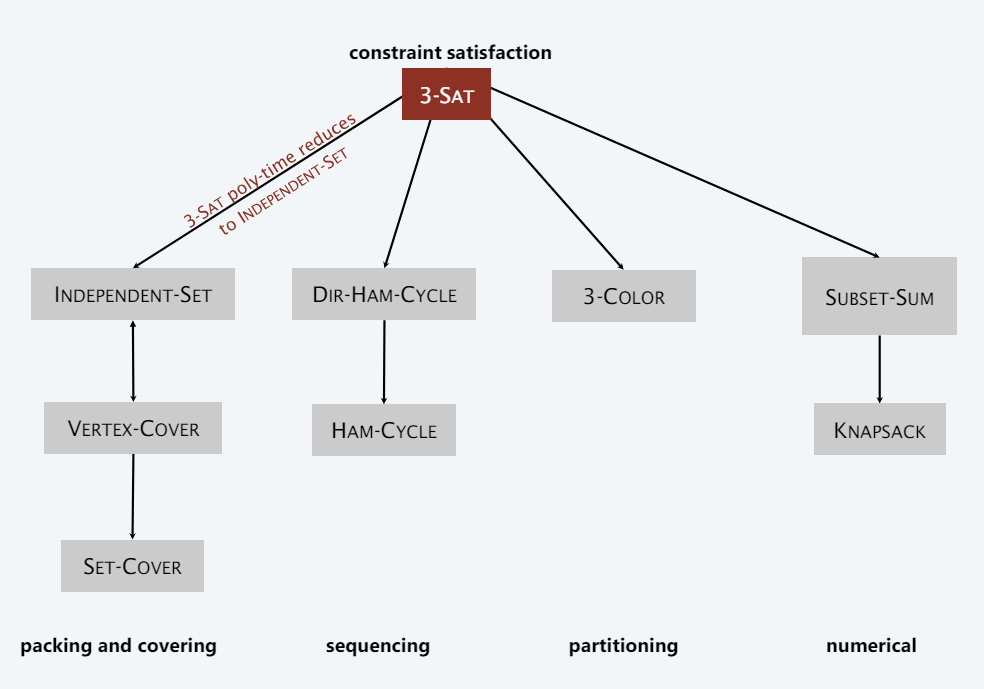 constraint satisfaction
3-SAT
3-SAT poly-time reduces
to INDEPENDENT-SET
INDEPENDENT-SET
DIR-HAM-CYCLE
3-COLOR
SUBSET-SUM
VERTEX-COVER
HAM-CYCLE
KNAPSACK
SET-COVER
packing and covering
sequencing
partitioning
numerical